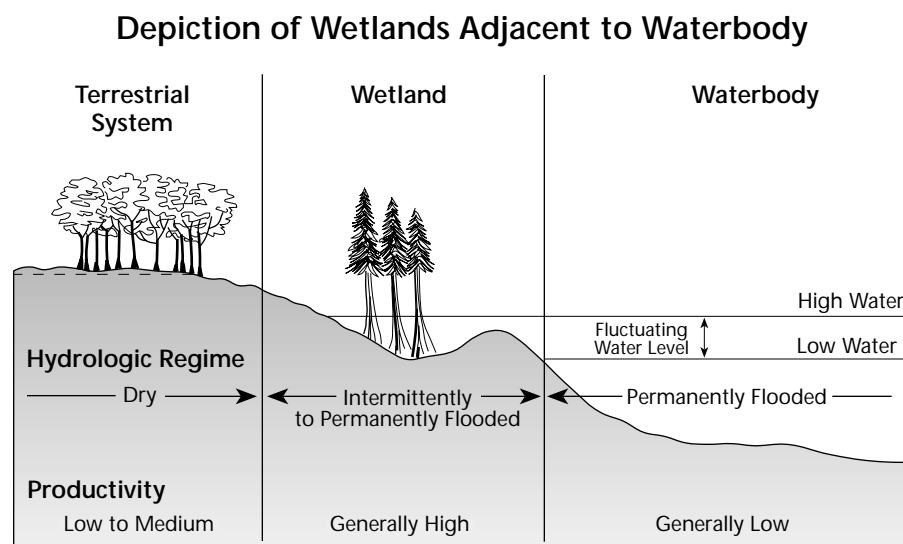 Depiction of Wetlands Adjacent to Waterbody
Terrestrial
System
Wetland
Waterbody
High Water
Fluctuating
Water Level
Low Water
Hydrologic Regime
Dry
Intermittently
to Permanently Flooded
Permanently Flooded
Productivity
Low to Medium
Generally High
Generally Low